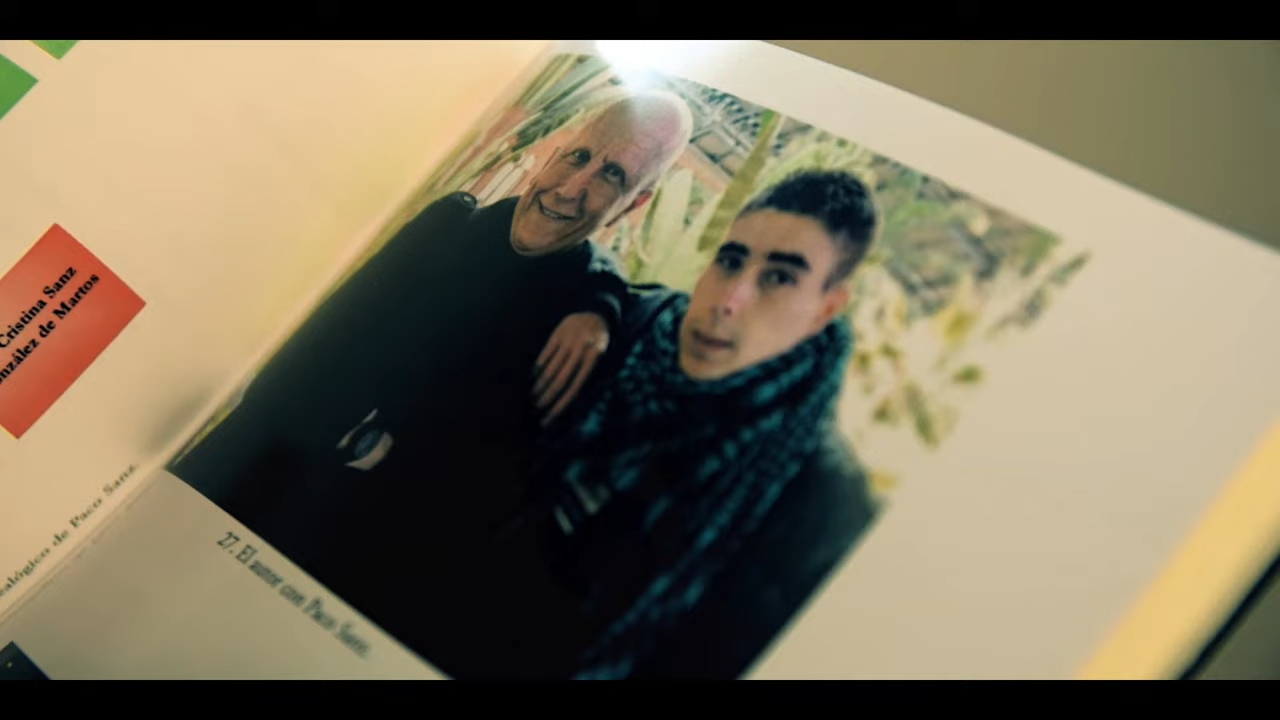 Cristina Sanz
nzález de Martos
ealógico de Paco Sanz.
27. El autor con Paco Sanz.